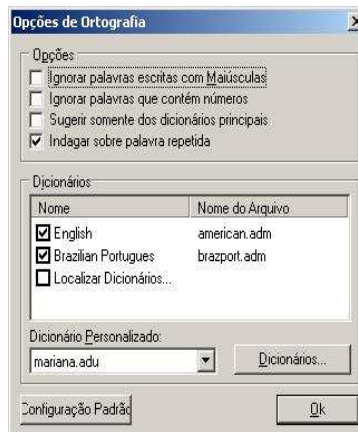 Opções de Ortografia
Opções
Ignorar palavras escritas com Maiúsculas
Ignorar palavras que contém números
Sugerir somente dos dicionários principais
Indagar sobre palavra repetida
Dicionários
Nome Nome do Arquivo
English american.adm
Brazilian Portugues brazport.adm
Localizar Dicionários...
Dicionário Personalizado:
mariana.adu Dicionários...
Configuração Padrão Ok